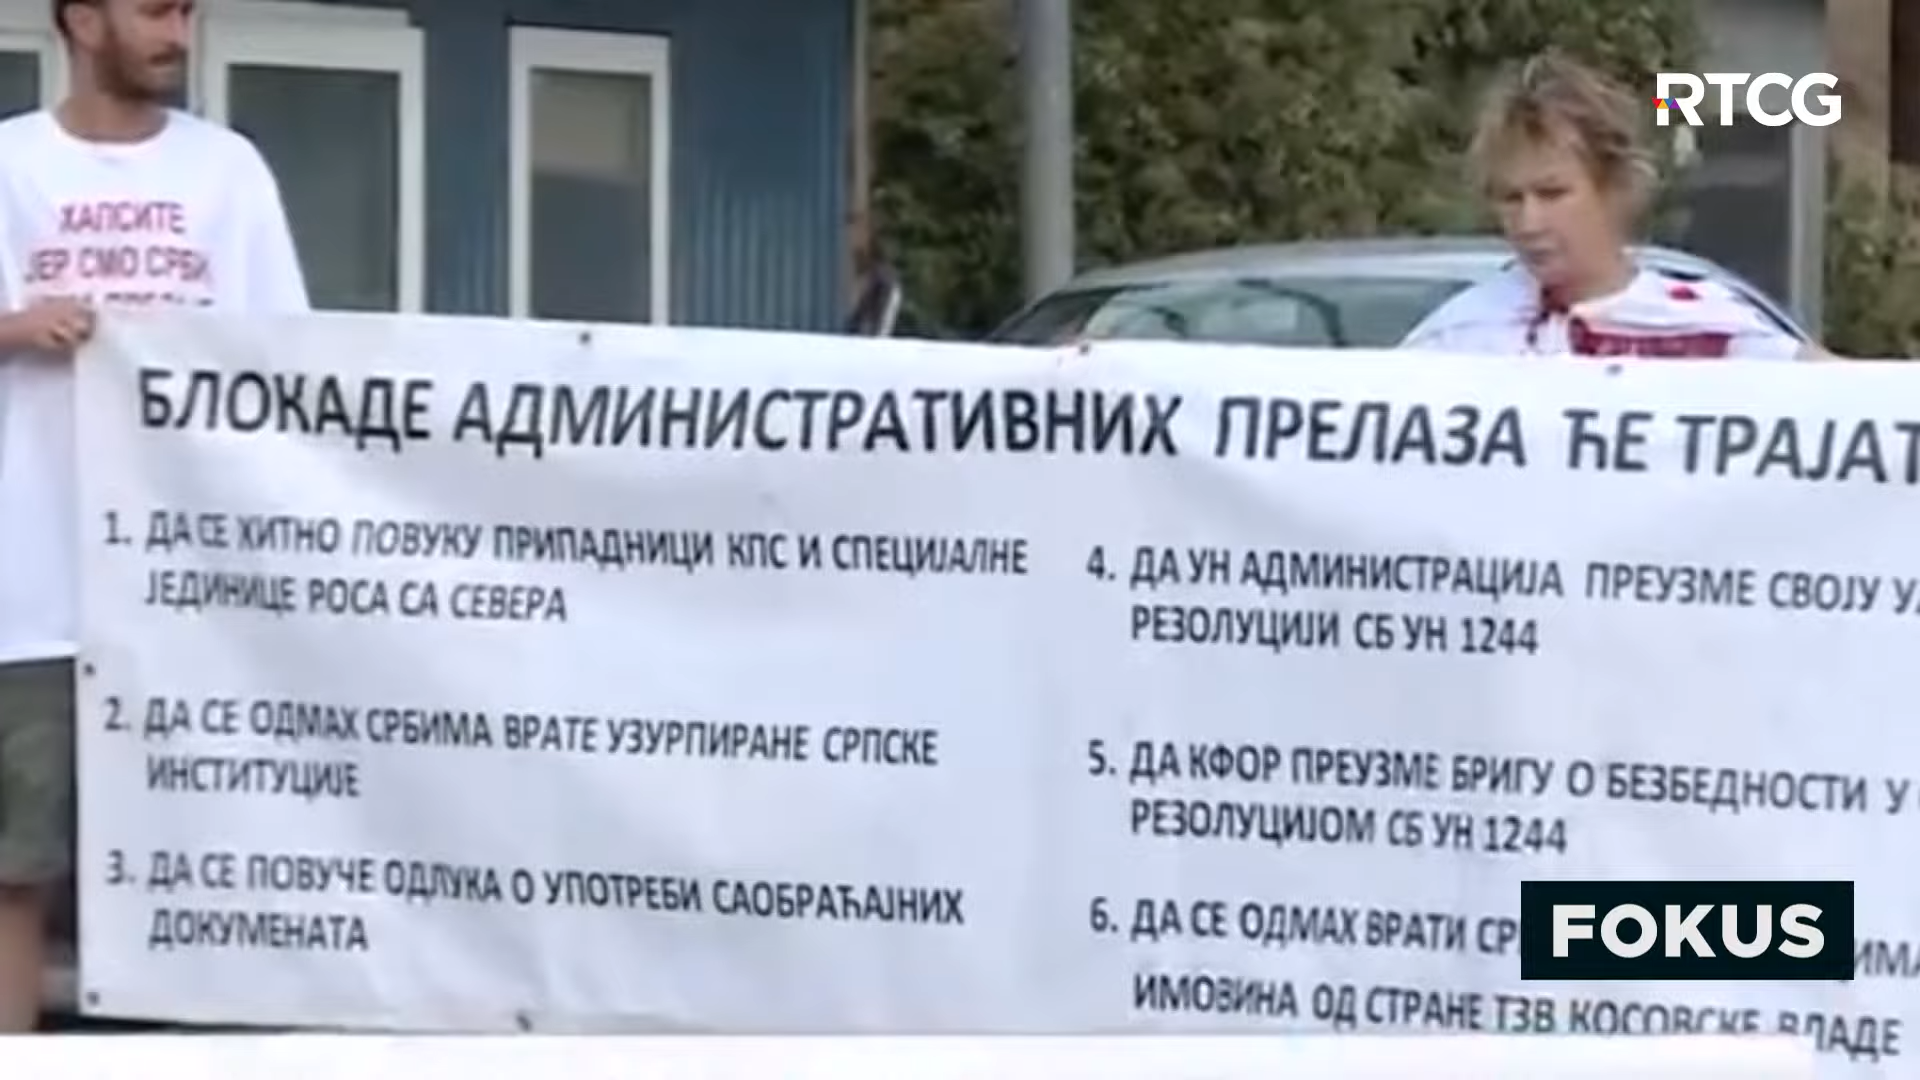 RTCG
ХАПСИТЕ
ЈЕР СМО СРБИ,
БЛОКАДЕ АДМИНИСТРАТИВНИХ ПРЕЛАЗА ЋЕ ТРАЈАТ
1. ДА СЕ ХИТНО ПОВУКУ ПРИПАДНИЦИ КПС И СПЕЦИЈАЛНЕ
ЈЕДИНИЦЕ РОСА СА СЕВЕРА
2. ДА СЕ ОДМАХ СРБИМА ВРАТЕ УЗУРПИРАНЕ СРПСКЕ
ИНСТИТУЦИЈЕ
3. ДА СЕ ПОВУЧЕ ОДЛУКА О УПОТРЕБИ САОБРАЋАЈНИХ
ДОКУМЕНАТА
4. ДА УН АДМИНИСТРАЦИЈА ПРЕУЗМЕ СВОЈУ
РЕЗОЛУЦИЈИ СБ УН 1244
5. ДА КФОР ПРЕУЗМЕ БРИГУ О БЕЗБЕДНОСТИ У
РЕЗОЛУЦИЈОМ СБ УН 1244
6. ДА СЕ ОДМАХ ВРАТИ СР
ИМОВИНА ОД СТРАНЕ ТЗВ КОСОВСКЕ ВЛАДЕ
FOKUS